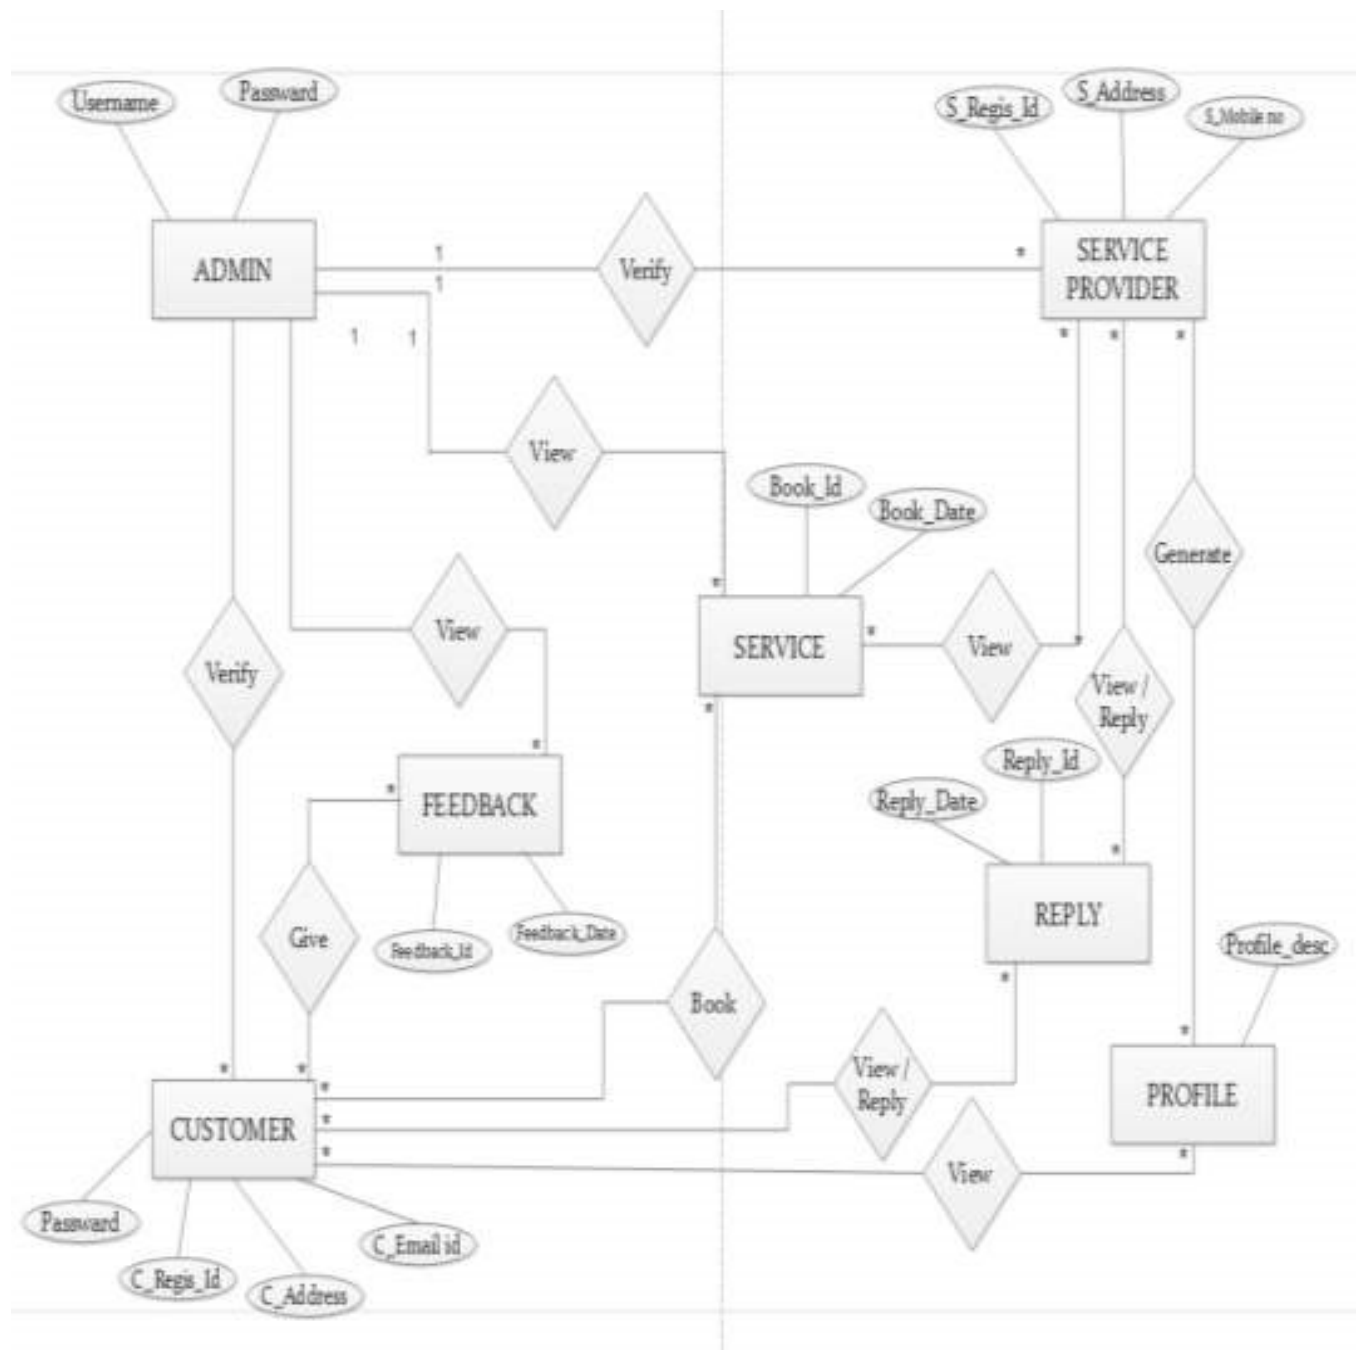 Username
Passward
S_Regis_Id
S_Address
S_Mobile no
ADMIN
1
1
Verify
*
SERVICE
PROVIDER
1
1
*
*
*
View
Book_Id
Book_Date
Generate
*
View
SERVICE
*
View
*
Verify
*
View /
Reply
*
Reply_Id
Reply_Date
*
FEEDBACK
*
REPLY
Give
Feedback_Id
Feedback_Date
Profile_desc
*
Book
*
*
*
*
View /
Reply
PROFILE
CUSTOMER
*
*
*
View
Passward
C_Email id
C_Regis_Id
C_Address